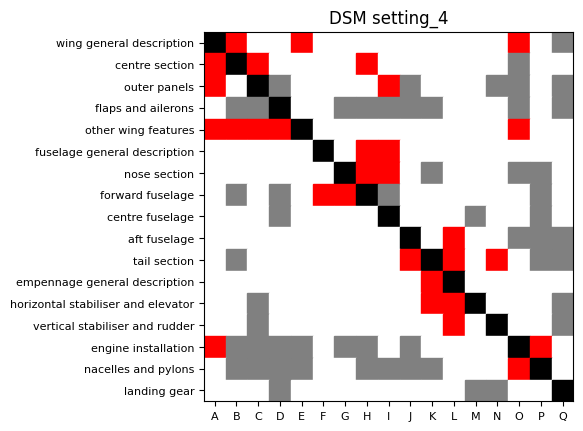 DSM setting_4
wing general description
centre section
outer panels
flaps and ailerons
other wing features
fuselage general description
nose section
forward fuselage
centre fuselage
aft fuselage
tail section
empennage general description
horizontal stabiliser and elevator
vertical stabiliser and rudder
engine installation
nacelles and pylons
landing gear
A B C D E F G H I J K L M N O P Q